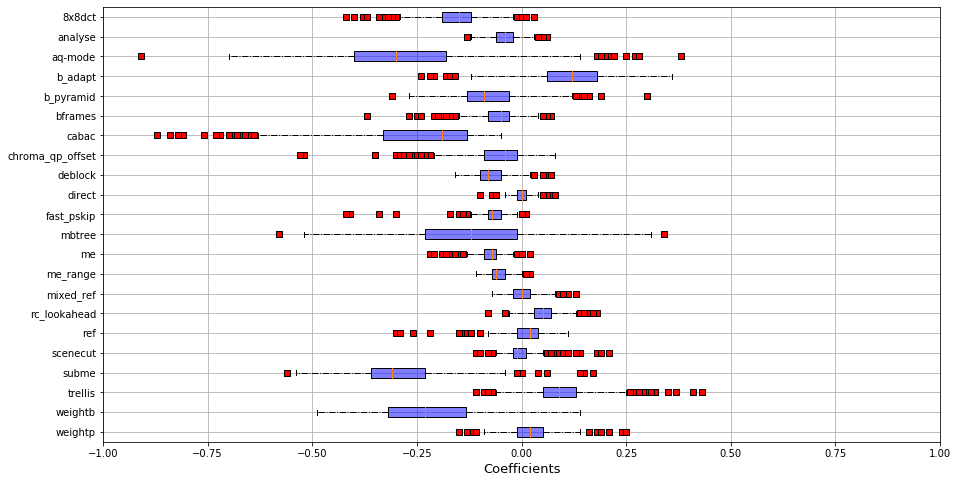 8x8dct
analyse
aq-mode
b_adapt
b_pyramid
bframes
cabac
chroma_qp_offset
deblock
direct
fast_pskip
mbtree
me
me_range
mixed_ref
rc_lookahead
ref
scenecut
subme
trellis
weightb
weightp
−1.00 −0.75 −0.50 −0.25 0.00 0.25 0.50 0.75 1.00
Coefficients